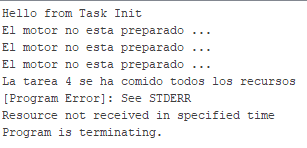 Hello from Task Init
El motor no esta preparado ...
El motor no esta preparado ...
El motor no esta preparado ...
La tarea 4 se ha comido todos los recursos
[Program Error]: See STDERR
Resource not received in specified time
Program is terminating.